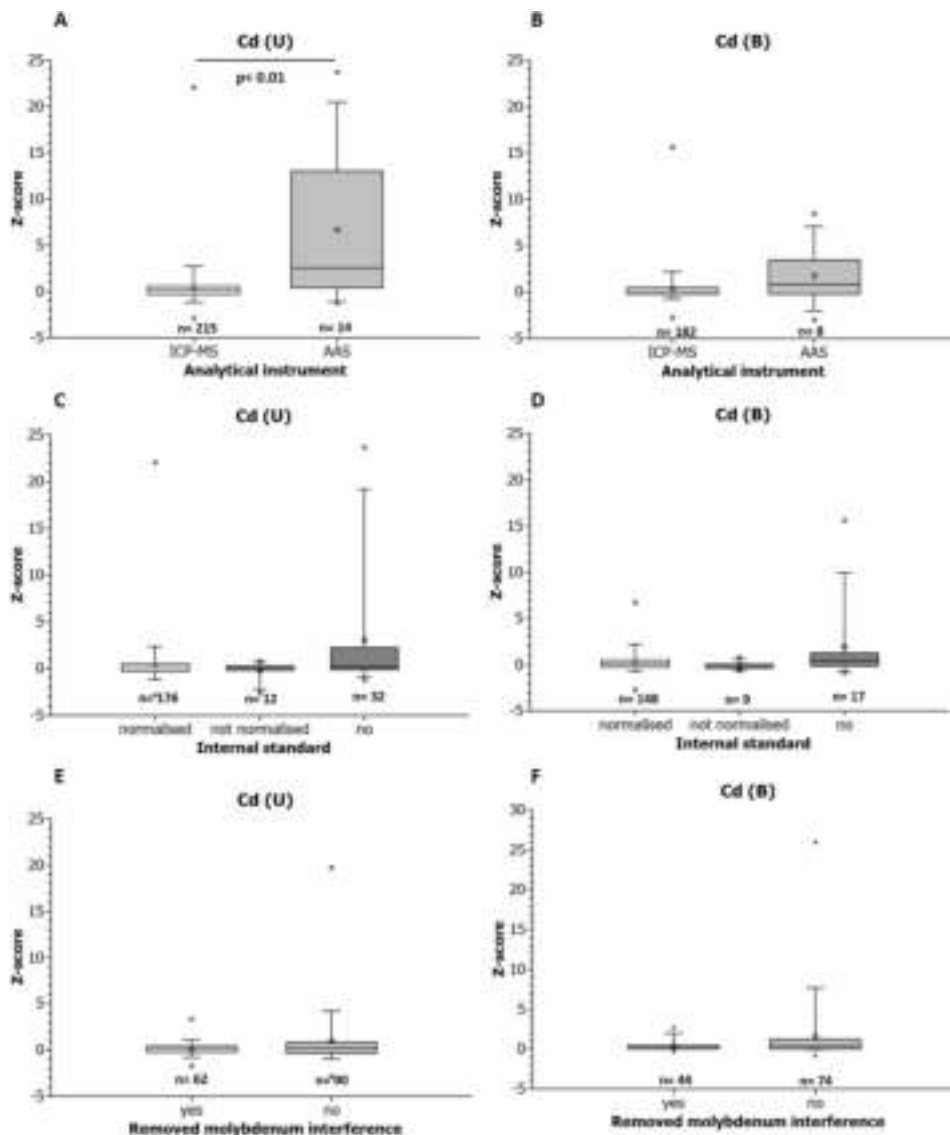 A
Cd (U)
25
20
15
10
5
0
-5
Z-score
p< 0.01
n= 215
n= 14
ICP-MS
AAS
Analytical instrument
B
Cd (B)
25
20
15
10
5
0
-5
Z-score
n= 182
n= 8
ICP-MS
AAS
Analytical instrument
C
Cd (U)
25
20
15
10
5
0
-5
Z-score
n= 176
n= 12
n= 32
normalised
not normalised
no
Internal standard
D
Cd (B)
25
20
15
10
5
0
-5
Z-score
n= 148
n= 9
n= 17
normalised
not normalised
no
Internal standard
E
Cd (U)
25
20
15
10
5
0
-5
Z-score
n= 62
n= 90
yes
no
Removed molybdenum interference
F
Cd (B)
30
25
20
15
10
5
0
-5
Z-score
n= 44
n= 74
yes
no
Removed molybdenum interference